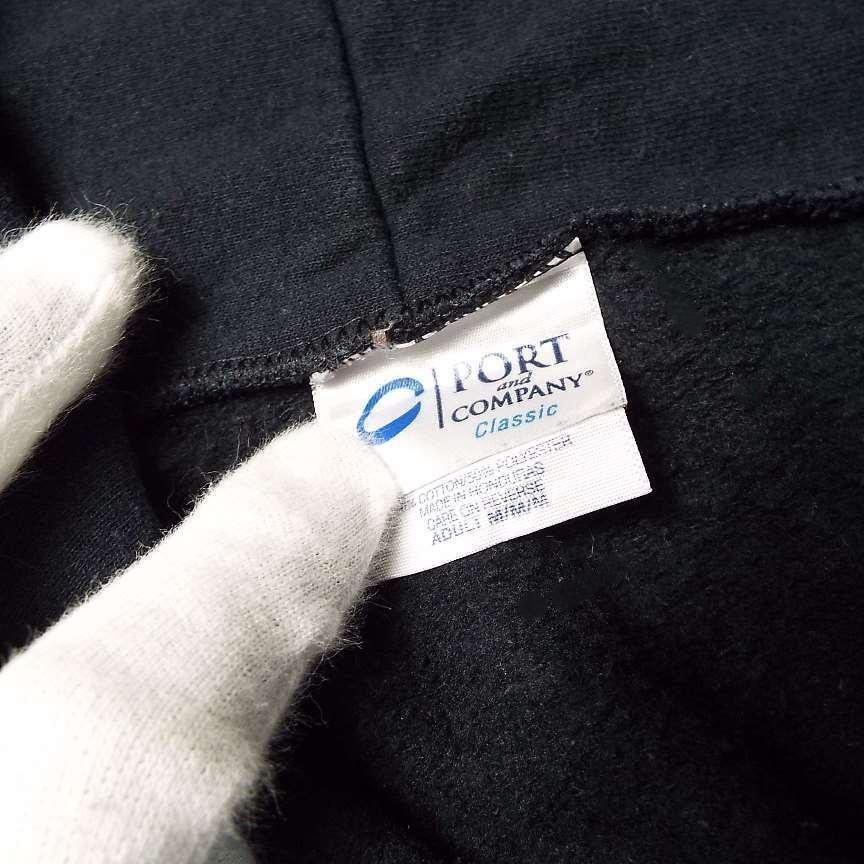 PORT
and
COMPANY®
Classic
% COTTON/50% POLYESTER
MADE IN HONDURAS
CARE ON REVERSE
ADULT M/M/M